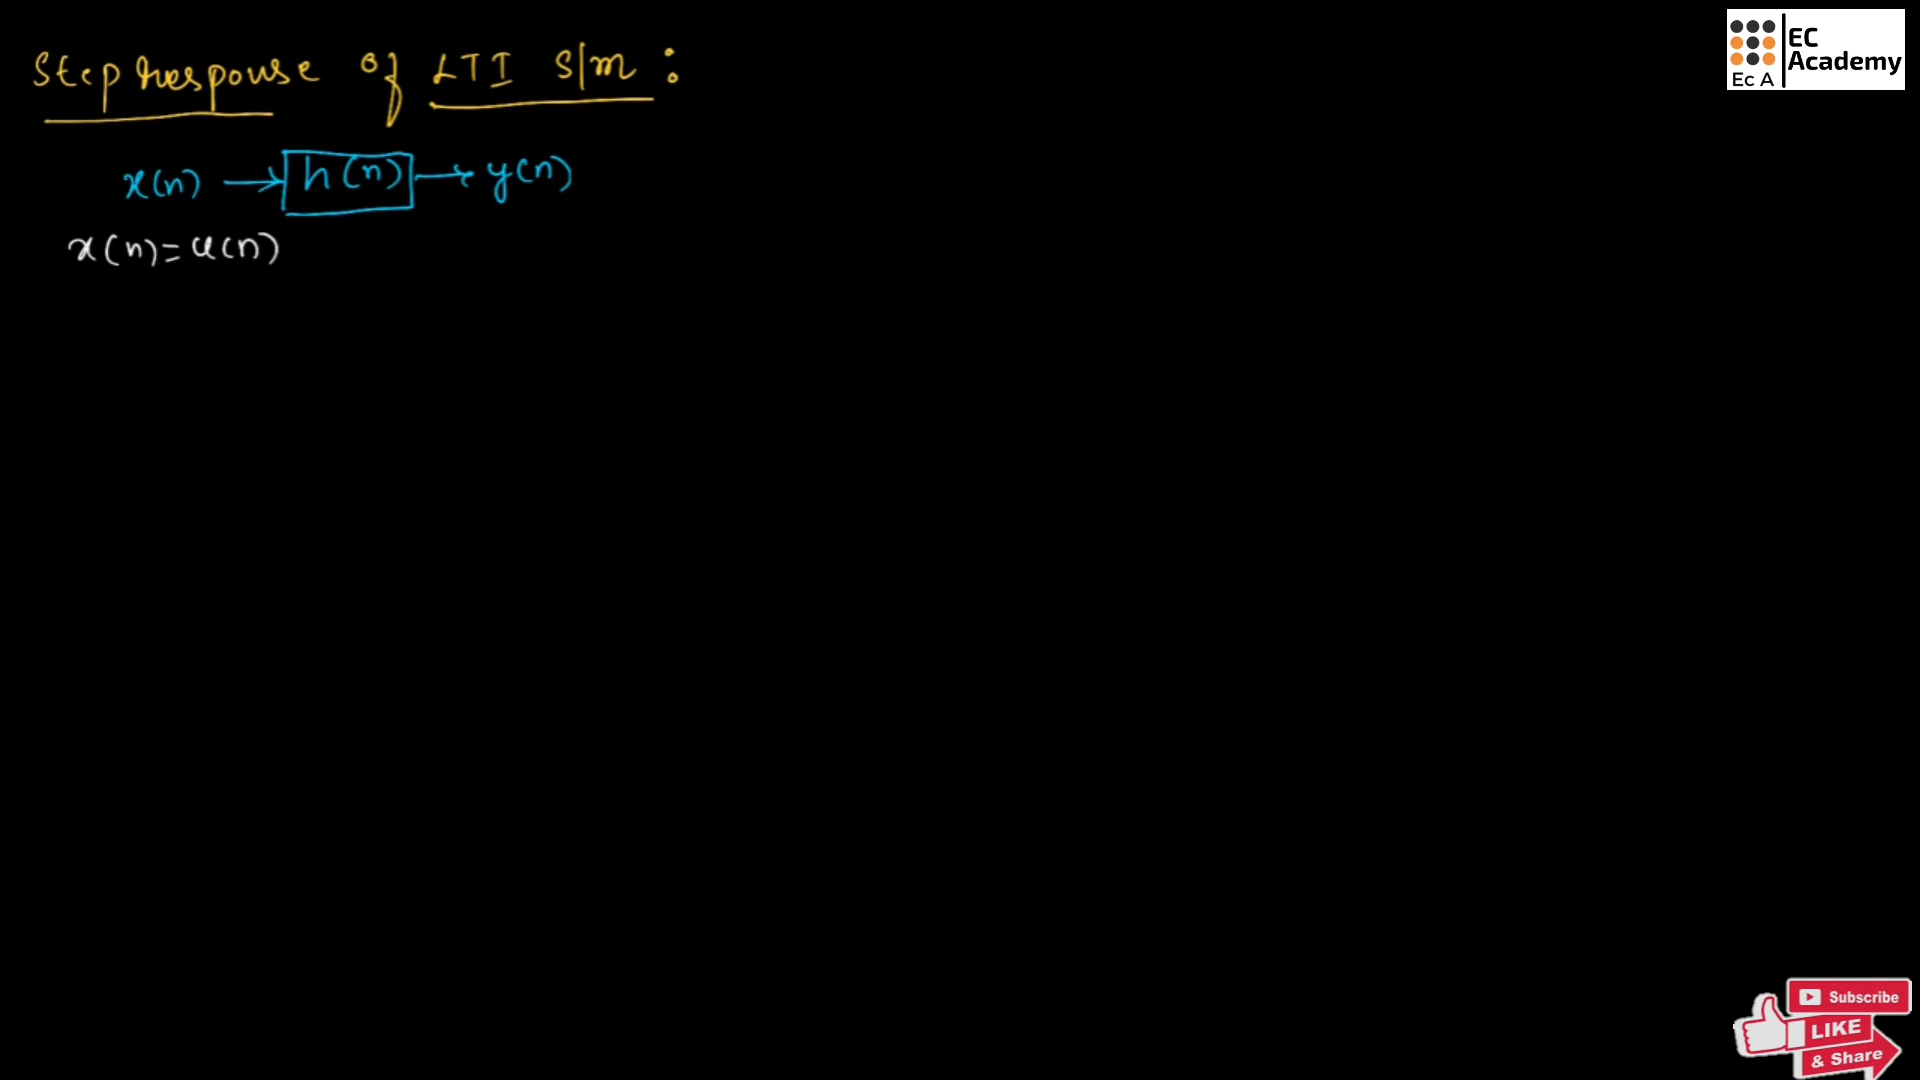 Step response of LTI S/m :
EC
Academy
Ec A
x(n) → h(n) → y(n)
x(n) = u(n)
Subscribe
LIKE
& Share